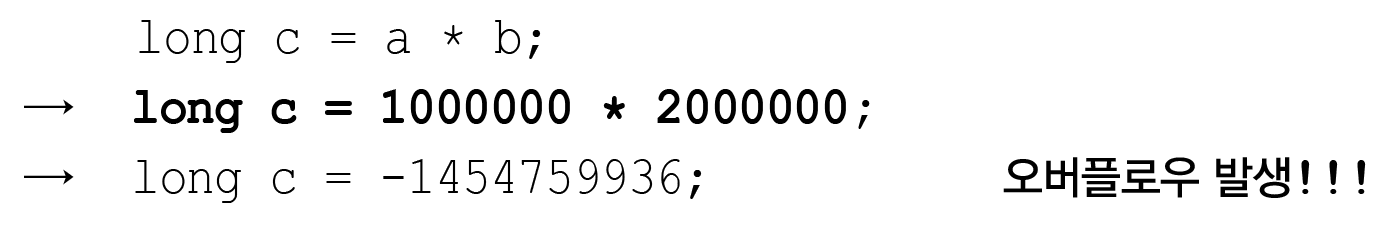 long c = a * b;
→ long c = 1000000 * 2000000;
→ long c = -1454759936; 오버플로우 발생!!!